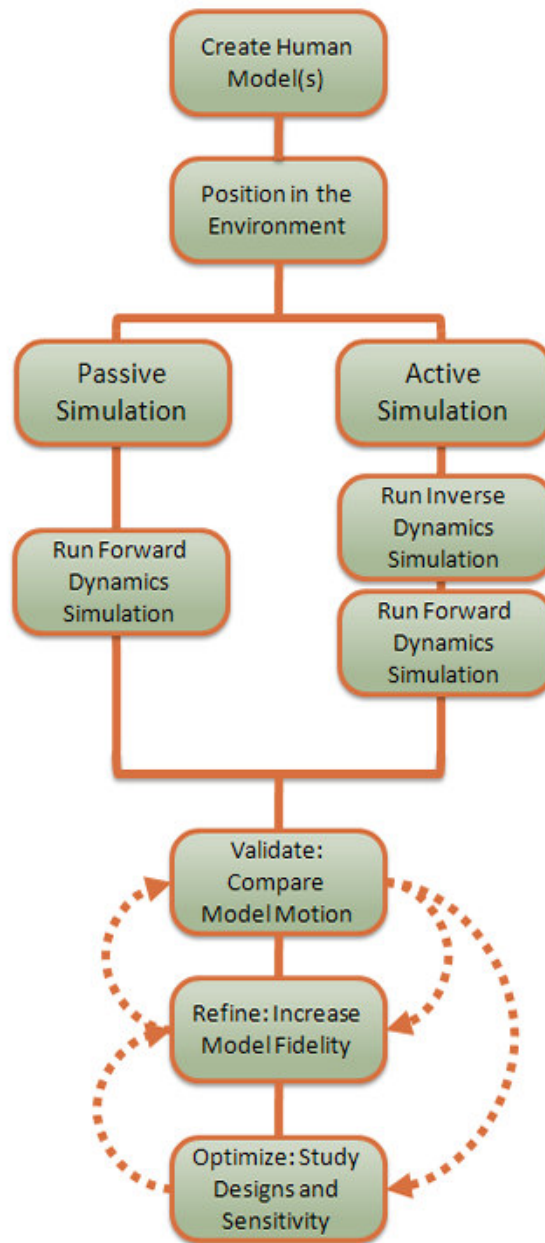 Create Human
Model(s)
Position in the
Environment
Passive
Simulation
Active
Simulation
Run Forward
Dynamics
Simulation
Run Inverse
Dynamics
Simulation
Run Forward
Dynamics
Simulation
Validate:
Compare
Model Motion
Refine: Increase
Model Fidelity
Optimize: Study
Designs and
Sensitivity